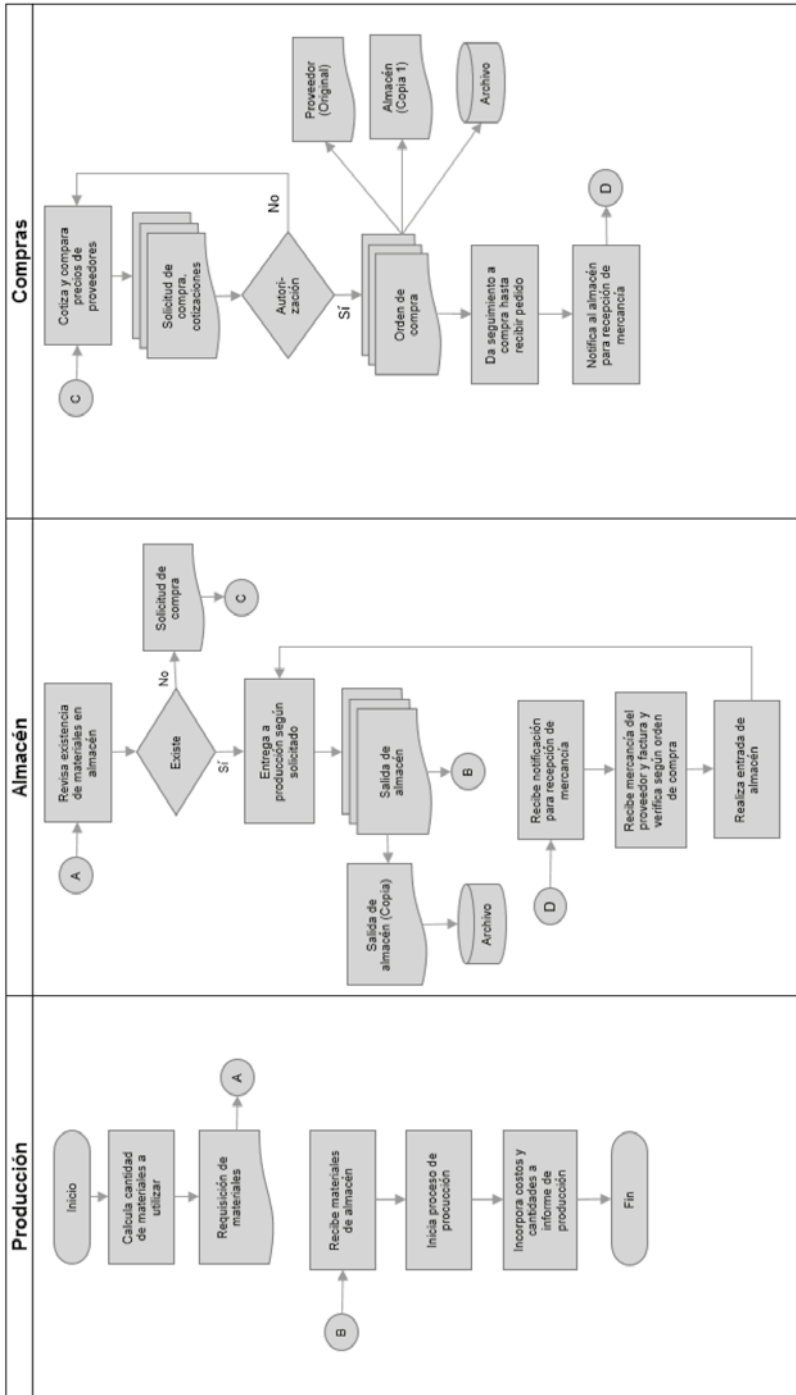 Producción
Inicio
Calcula cantidad
de materiales a
utilizar
Requisición de
materiales
A
B
Recibe materiales
de almacén
Inicia proceso de
procucción
Incorpora costos y
cantidades a
informe de
producción
Fin
Almacén
A
Revisa existencia
de materiales en
almacén
Existe
No
Solicitud de
compra
C
Sí
Entrega a
producción según
solicitado
Salida de
almacén
B
Salida de
almacén (Copia)
Archivo
D
Recibe notificación
para recepción de
mercancía
Recibe mercancía del
proveedor y factura y
verifica según orden
de compra
Realiza entrada de
almacén
Compras
C
Cotiza y compara
precios de
proveedores
Solicitud de
compra,
cotizaciones
Autori-
zación
No
Sí
Orden de
compra
Proveedor
(Original)
Almacén
(Copia 1)
Archivo
Da seguimiento a
compra hasta
recibir pedido
Notifica al almacén
para recepción de
mercancía
D